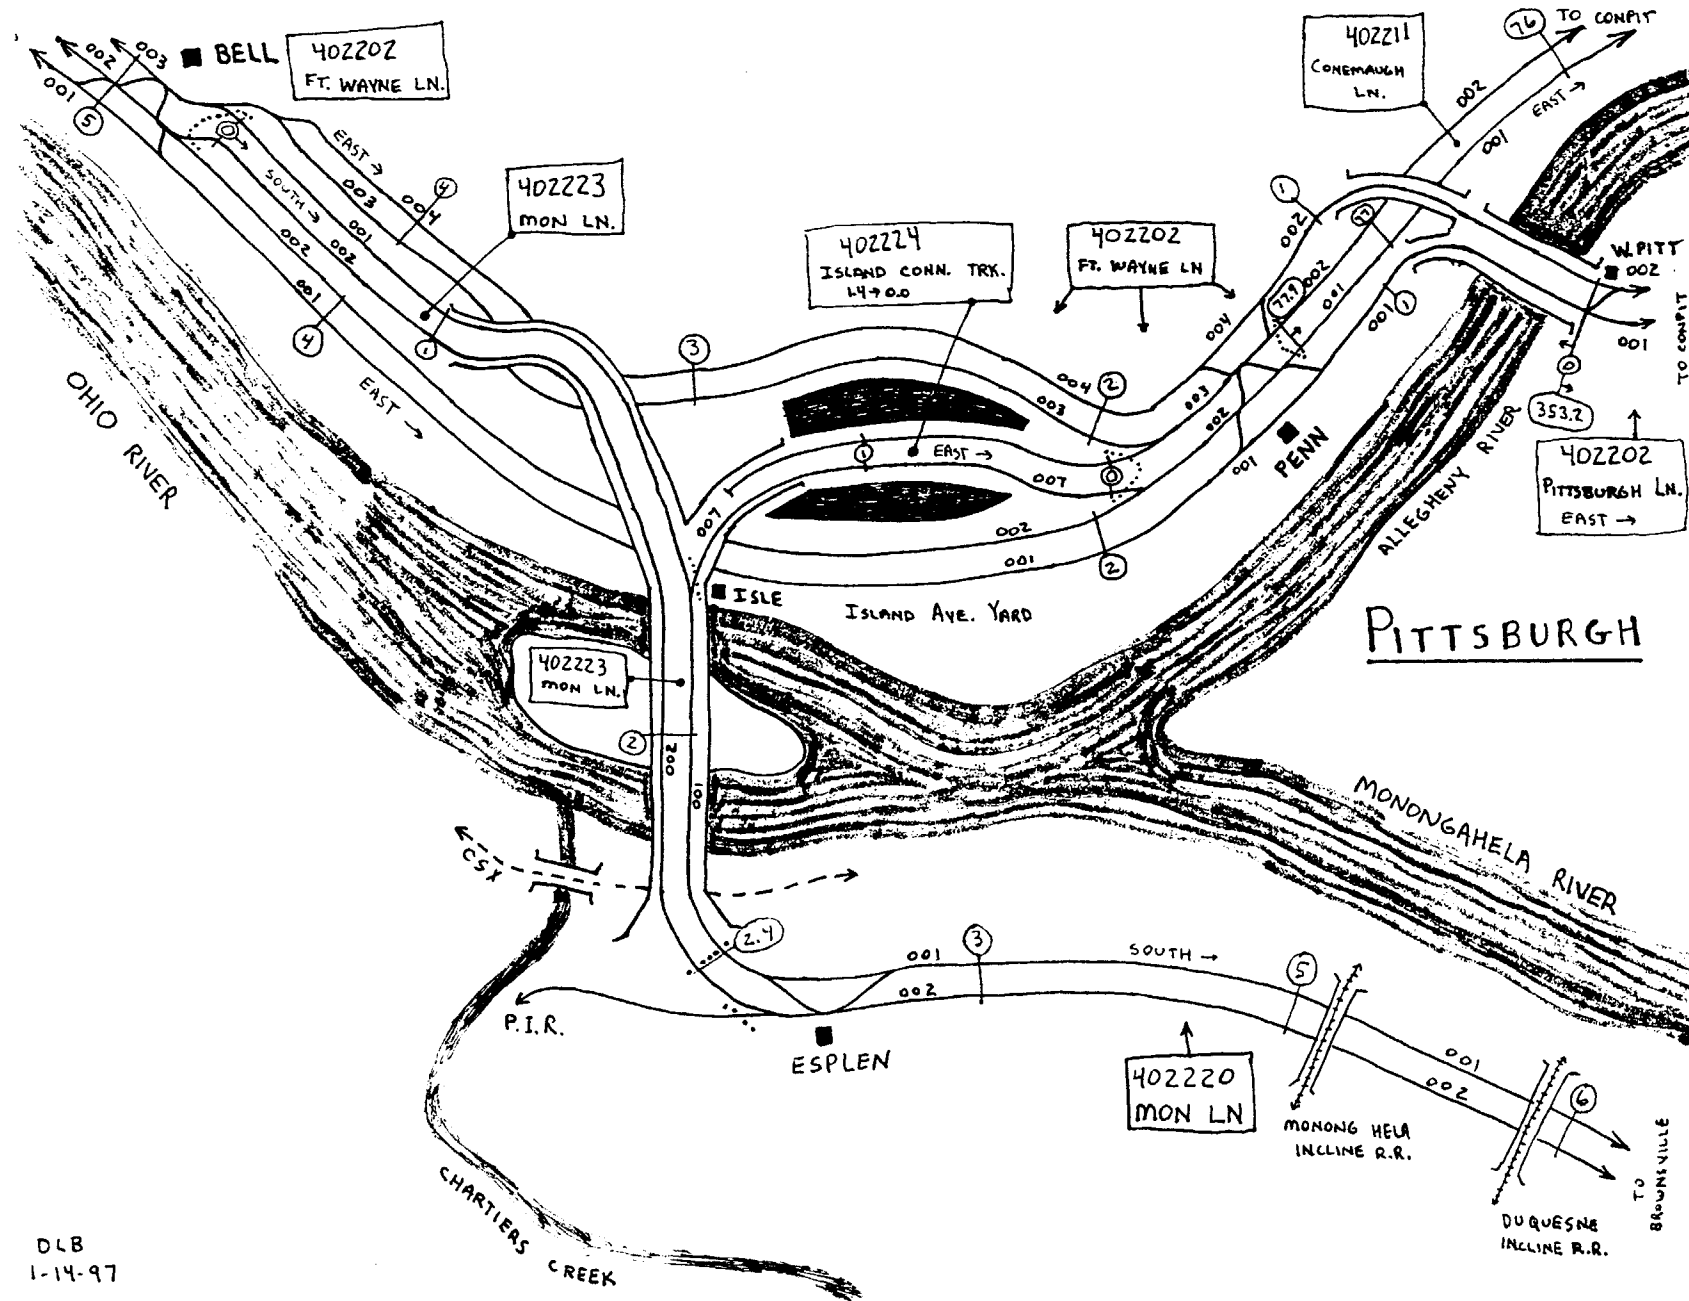 003
002
001
5
BELL
402202
FT. WAYNE LN.
EAST →
SOUTH →
003
004
4
001
002
002
001
4
402223
MON LN.
1
EAST →
OHIO RIVER
402224
ISLAND CONN. TRK.
1.4→0.0
402202
FT. WAYNE LN
402211
CONEMAUGH
LN.
76
TO CONPIT
002
EAST →
001
1
002
77
77.9
002
001
001
1
W.PITT
002
001
TO CONPIT
0
353.2
402202
PITTSBURGH LN.
EAST →
3
004
003
2
004
003
002
001
PENN
1
EAST →
007
0
007
002
001
2
ISLE
ISLAND AVE. YARD
ALLEGHENY RIVER
PITTSBURGH
402223
MON LN.
2
002
001
MONONGAHELA RIVER
CSX
2.4
001
002
3
SOUTH →
5
P.I.R.
ESPLEN
402220
MON LN
001
002
6
MONONG HELA
INCLINE R.R.
DUQUESNE
INCLINE R.R.
TO
BROWNSVILLE
CHARTIERS
CREEK
DLB
1-14-97